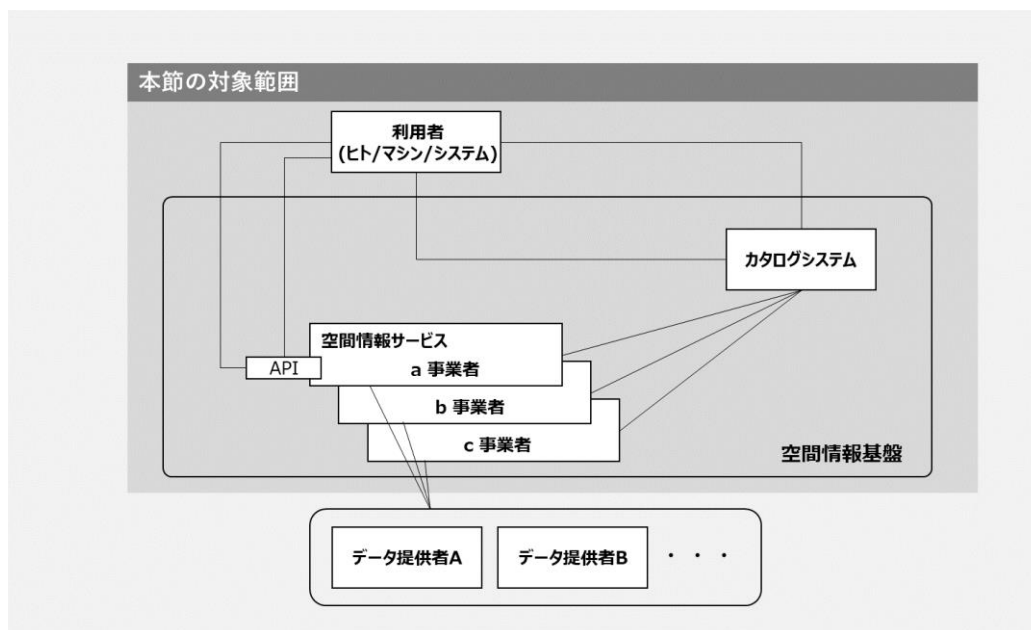 本節の対象範囲
利用者
(ヒト/マシン/システム)
カタログシステム
空間情報サービス
API
a 事業者
b 事業者
c 事業者
空間情報基盤
データ提供者A
データ提供者B
・ ・ ・